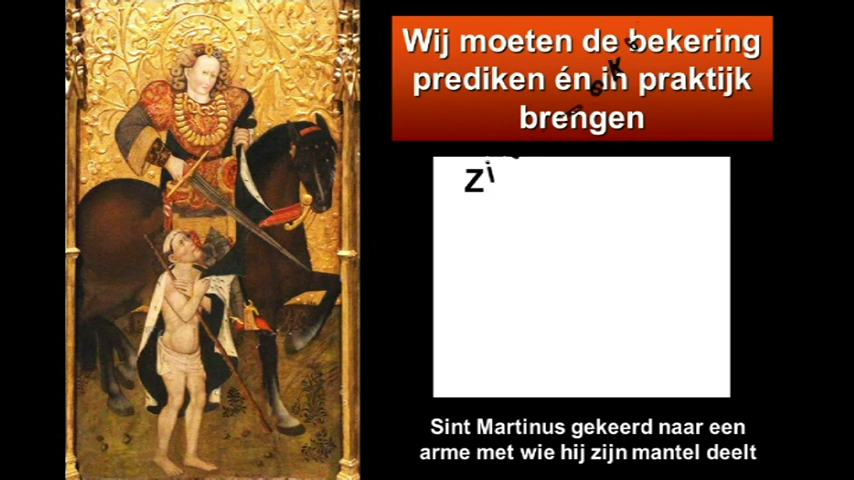 Wij moeten de bekering
prediken én in praktijk
brengen
Zi
Sint Martinus gekeerd naar een
arme met wie hij zijn mantel deelt